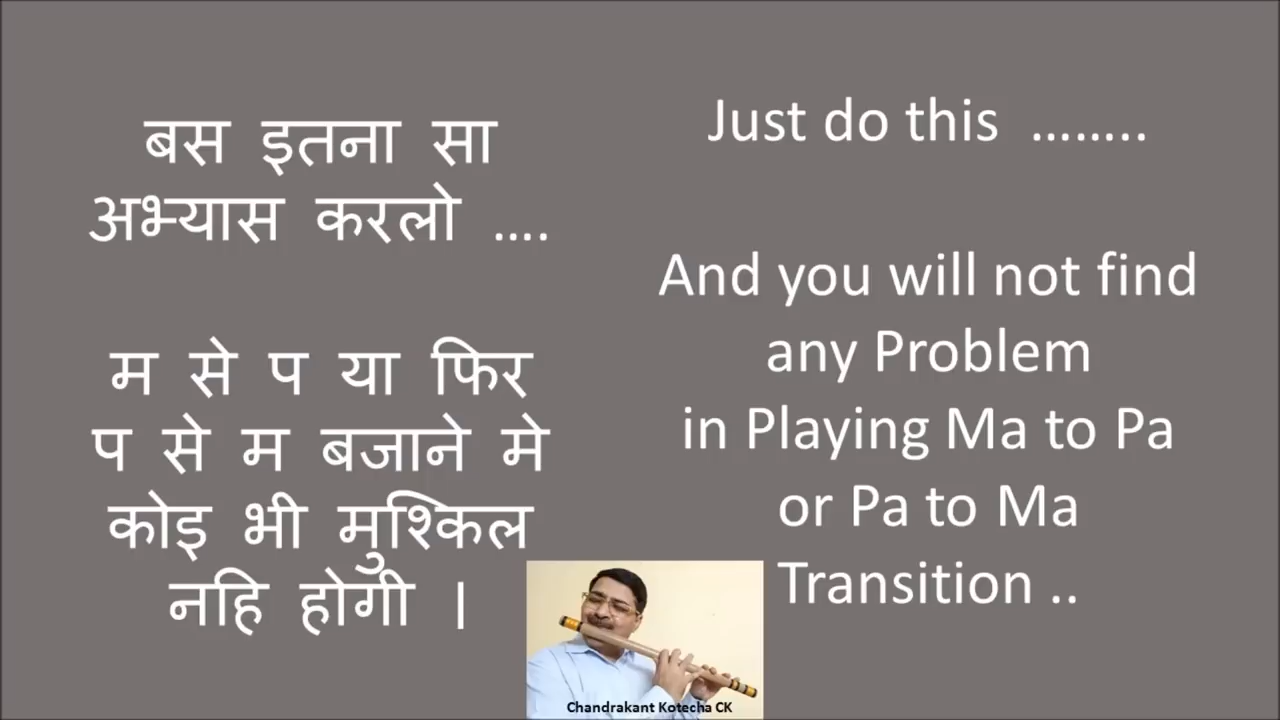 बस इतना सा
अभ्यास करलो ....
म से प या फिर
प से म बजाने मे
कोइ भी मुश्किल
नहि होगी ।
Just do this ........
And you will not find
any Problem
in Playing Ma to Pa
or Pa to Ma
Transition ..
Chandrakant Kotecha CK